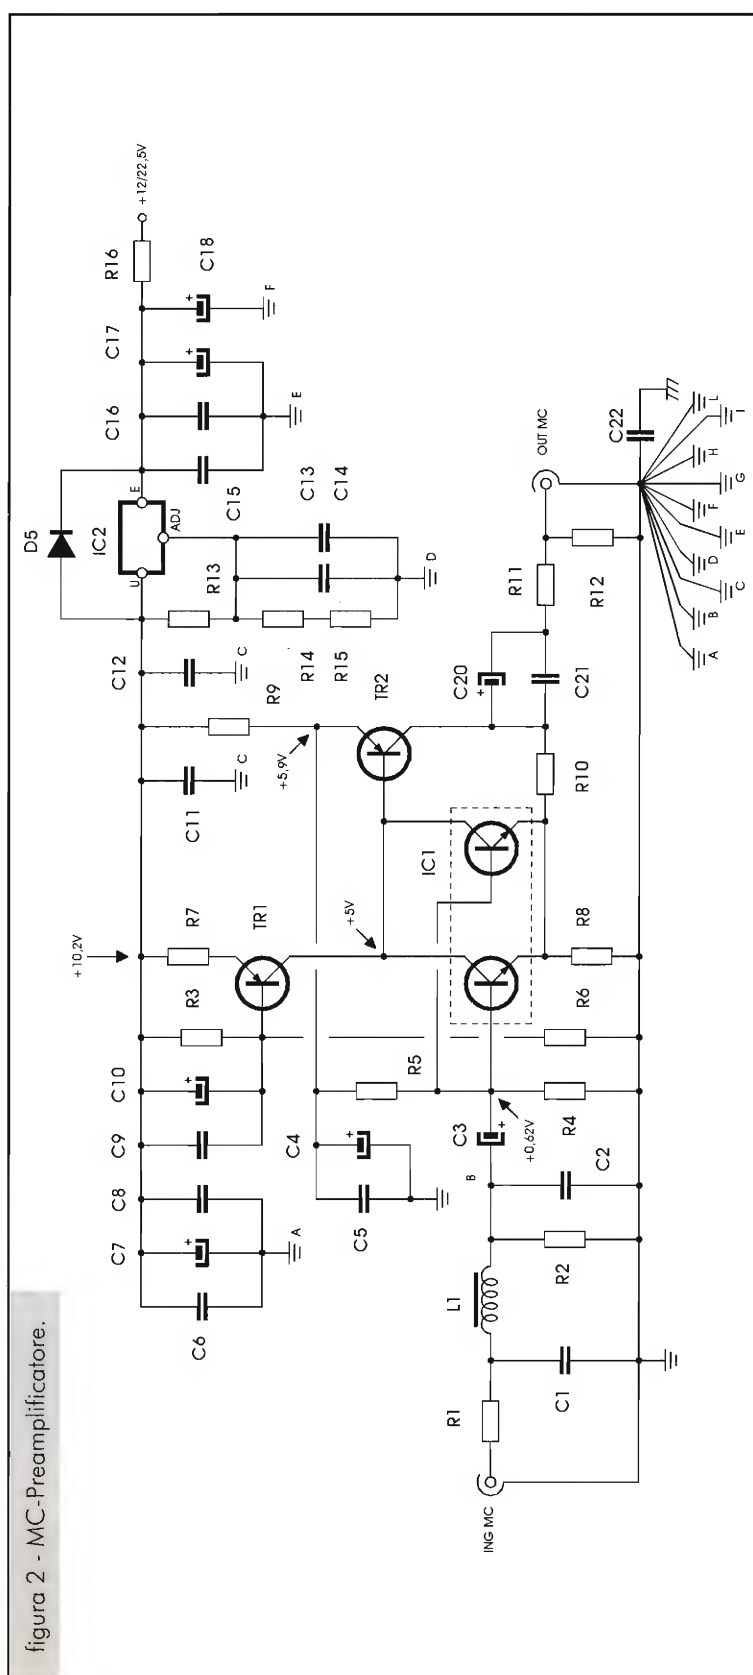 figura 2 - MC-Preamplificatore.
+12/22,5V
R16
C18
C17
C16
C15
F
E
E
U
ADJ
D5
IC2
C13
C14
R13
R14
R15
D
C12
C
R9
C11
C
+5,9V
TR2
C20
C21
R11
R12
OUT MC
C22
R10
IC1
+10,2V
R7
TR1
+5V
R3
C10
C9
C8
C7
C6
A
R8
R6
R5
R4
+0,62V
C4
C5
C3
B
C2
R2
L1
C1
R1
ING MC
A
B
C
D
E
F
G
H
I
L